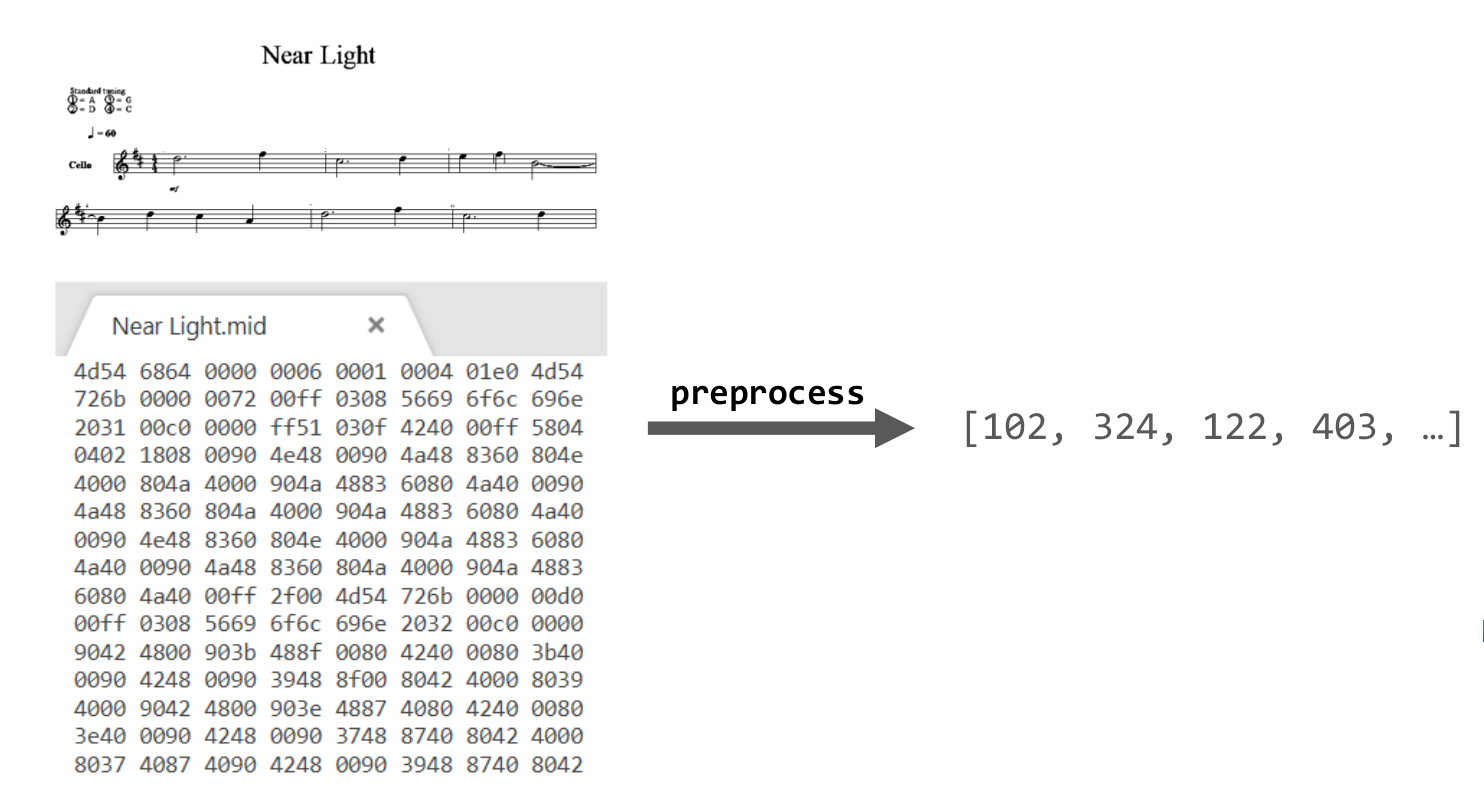 Near Light
Standard tuning
①= A ③= G
②= D ④= C
♩= 60
Cello
mf
Near Light.mid ×
4d54 6864 0000 0006 0001 0004 01e0 4d54
726b 0000 0072 00ff 0308 5669 6f6c 696e
2031 00c0 0000 ff51 030f 4240 00ff 5804
0402 1808 0090 4e48 0090 4a48 8360 804e
4000 804a 4000 904a 4883 6080 4a40 0090
4a48 8360 804a 4000 904a 4883 6080 4a40
0090 4e48 8360 804e 4000 904a 4883 6080
4a40 0090 4a48 8360 804a 4000 904a 4883
6080 4a40 00ff 2f00 4d54 726b 0000 00d0
00ff 0308 5669 6f6c 696e 2032 00c0 0000
9042 4800 903b 488f 0080 4240 0080 3b40
0090 4248 0090 3948 8f00 8042 4000 8039
4000 9042 4800 903e 4887 4080 4240 0080
3e40 0090 4248 0090 3748 8740 8042 4000
8037 4087 4090 4248 0090 3948 8740 8042
preprocess
[102, 324, 122, 403, …]